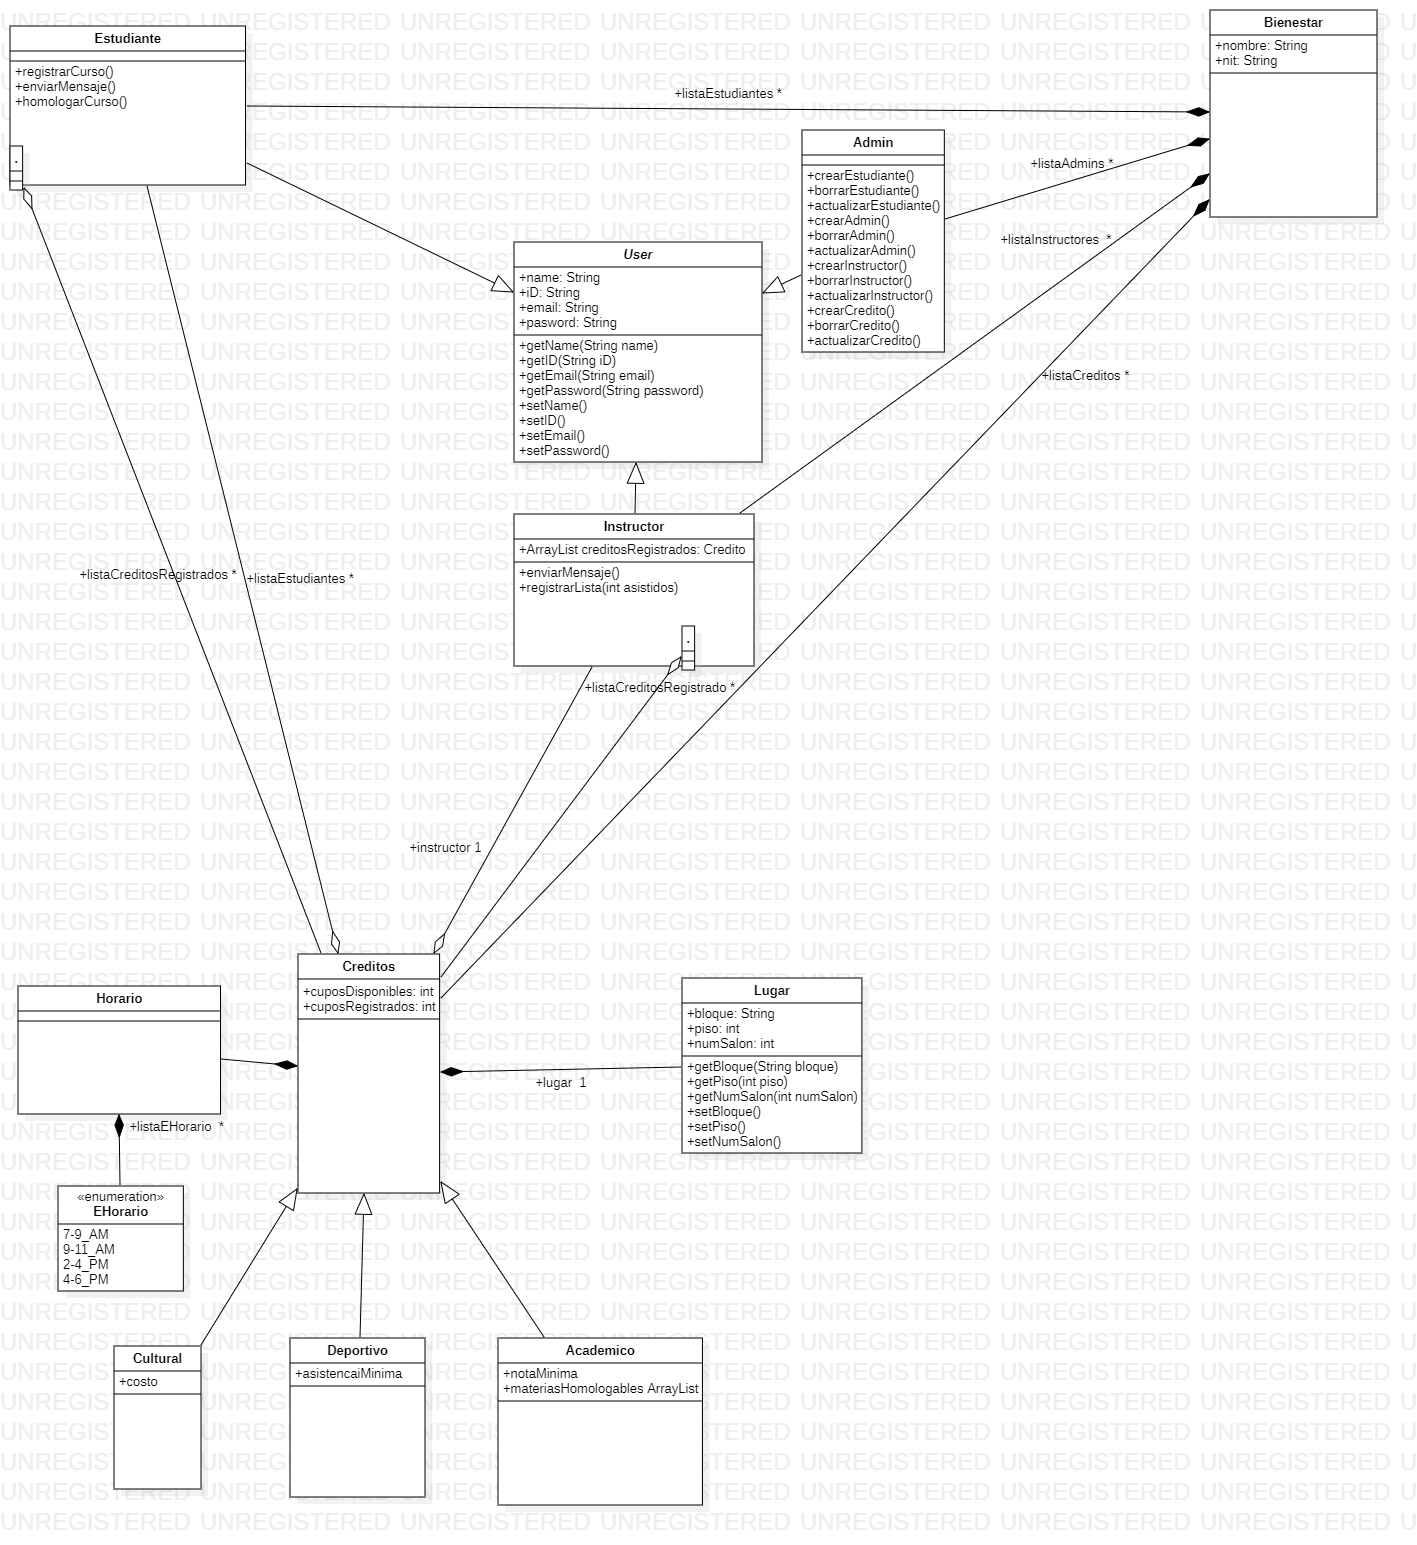 Estudiante
+registrarCurso()
+enviarMensaje()
+homologarCurso()
.
Bienestar
+nombre: String
+nit: String
+listaEstudiantes *
Admin
+crearEstudiante()
+borrarEstudiante()
+actualizarEstudiante()
+crearAdmin()
+borrarAdmin()
+actualizarAdmin()
+crearInstructor()
+borrarInstructor()
+actualizarInstructor()
+crearCredito()
+borrarCredito()
+actualizarCredito()
+listaAdmins *
+listaInstructores *
+listaCreditos *
User
+name: String
+iD: String
+email: String
+pasword: String
+getName(String name)
+getID(String iD)
+getEmail(String email)
+getPassword(String password)
+setName()
+setID()
+setEmail()
+setPassword()
Instructor
+ArrayList creditosRegistrados: Credito
+enviarMensaje()
+registrarLista(int asistidos)
.
+listaCreditosRegistrados *
+listaEstudiantes *
+listaCreditosRegistrado *
+instructor 1
Creditos
+cuposDisponibles: int
+cuposRegistrados: int
Horario
Lugar
+bloque: String
+piso: int
+numSalon: int
+getBloque(String bloque)
+getPiso(int piso)
+getNumSalon(int numSalon)
+setBloque()
+setPiso()
+setNumSalon()
+lugar 1
+listaEHorario *
«enumeration»
EHorario
7-9_AM
9-11_AM
2-4_PM
4-6_PM
Cultural
+costo
Deportivo
+asistencaiMinima
Academico
+notaMinima
+materiasHomologables ArrayList
UNREGISTERED